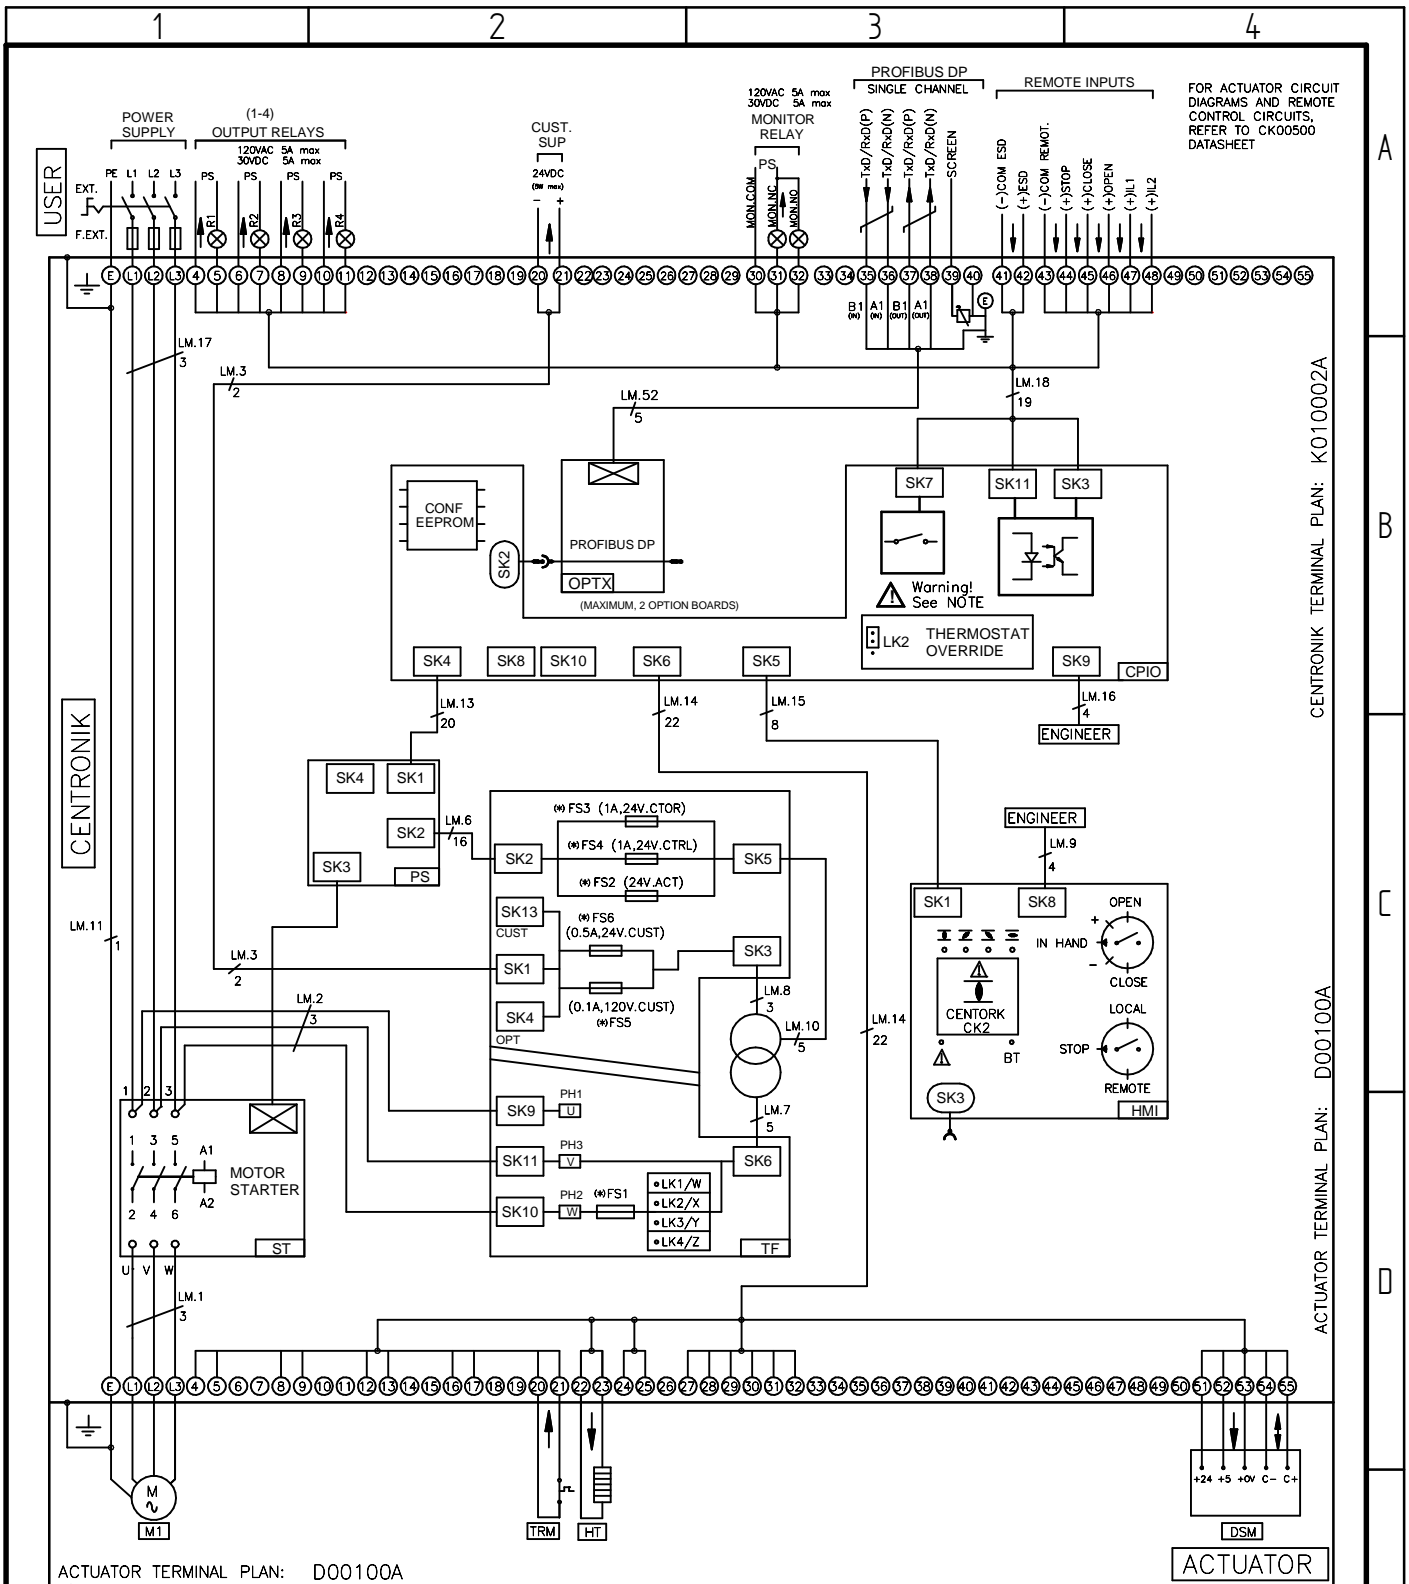 1 2 3 4
A
B
C
D
USER
POWER
SUPPLY
PE L1 L2 L3
EXT.
F.EXT.
(1-4)
OUTPUT RELAYS
120VAC 5A max
30VDC 5A max
PS PS PS PS
R1 R2 R3 R4
CUST.
SUP
24VDC
(5W max)
- +
120VAC 5A max
30VDC 5A max
MONITOR
RELAY
PS
MON.COM
MON.NC
MON.NO
PROFIBUS DP
SINGLE CHANNEL
TxD/RxD(P)
TxD/RxD(N)
TxD/RxD(P)
TxD/RxD(N)
SCREEN
REMOTE INPUTS
(-)COM ESD
(+)ESD
(-)COM REMOT.
(+)STOP
(+)CLOSE
(+)OPEN
(+)IL1
(+)IL2
FOR ACTUATOR CIRCUIT
DIAGRAMS AND REMOTE
CONTROL CIRCUITS,
REFER TO CK00500
DATASHEET
E L1 L2 L3 4 5 6 7 8 9 10 11 12 13 14 15 16 17 18 19 20 21 22 23 24 25 26 27 28 29 30 31 32 33 34 35 36 37 38 39 40 41 42 43 44 45 46 47 48 49 50 51 52 53 54 55
B1 A1 B1 A1
(IN) (IN) (OUT) (OUT)
E
LM.17
3
LM.3
2
LM.52
5
LM.18
19
CENTRONIK TERMINAL PLAN: K010002A
CONF
EEPROM
SK2
PROFIBUS DP
OPTX
(MAXIMUM, 2 OPTION BOARDS)
SK7 SK11 SK3
Warning!
See NOTE
LK2
THERMOSTAT
OVERRIDE
SK4 SK8 SK10 SK6 SK5 SK9
CPIO
LM.13
20
LM.14
22
LM.15
8
LM.16
4
ENGINEER
CENTRONIK
SK4 SK1
SK2
SK3
PS
LM.6
16
(*) FS3 (1A,24V.CTOR)
(*)FS4 (1A,24V.CTRL)
(*) FS2 (24V.ACT)
SK2
SK5
SK13
CUST
(*) FS6
(0.5A,24V.CUST)
SK3
SK1
(0.1A,120V.CUST)
(*)FS5
SK4
OPT
LM.8
3
LM.10
5
LM.7
5
LM.11
1
LM.3
2
LM.2
3
LM.14
22
ENGINEER
LM.9
4
SK1 SK8
OPEN
+
IN HAND
-
CLOSE
CENTORK
CK2
BT
LOCAL
STOP
REMOTE
SK3
HMI
SK9
PH1
U
SK11
PH3
V
SK6
SK10
PH2
W
(*)FS1
LK1/W
LK2/X
LK3/Y
LK4/Z
TF
1 2 3
1 3 5
A1
A2
2 4 6
MOTOR
STARTER
ST
U V W
LM.1
3
ACTUATOR TERMINAL PLAN: D00100A
E L1 L2 L3 4 5 6 7 8 9 10 11 12 13 14 15 16 17 18 19 20 21 22 23 24 25 26 27 28 29 30 31 32 33 34 35 36 37 38 39 40 41 42 43 44 45 46 47 48 49 50 51 52 53 54 55
M
M1
TRM
HT
+24 +5 +0V C- C+
DSM
ACTUATOR TERMINAL PLAN: D00100A
ACTUATOR